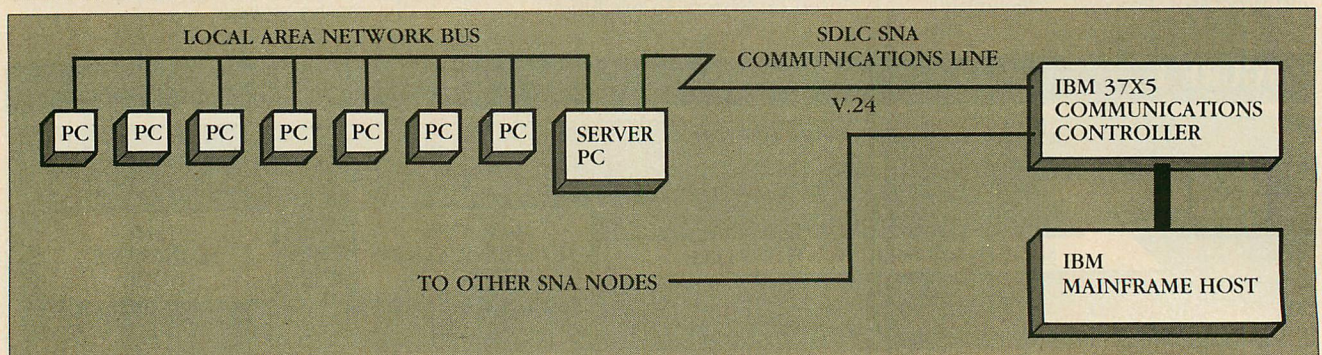 LOCAL AREA NETWORK BUS
SDLC SNA
COMMUNICATIONS LINE
V.24
PC
PC
PC
PC
PC
PC
PC
SERVER
PC
IBM 37X5
COMMUNICATIONS
CONTROLLER
TO OTHER SNA NODES
IBM
MAINFRAME HOST